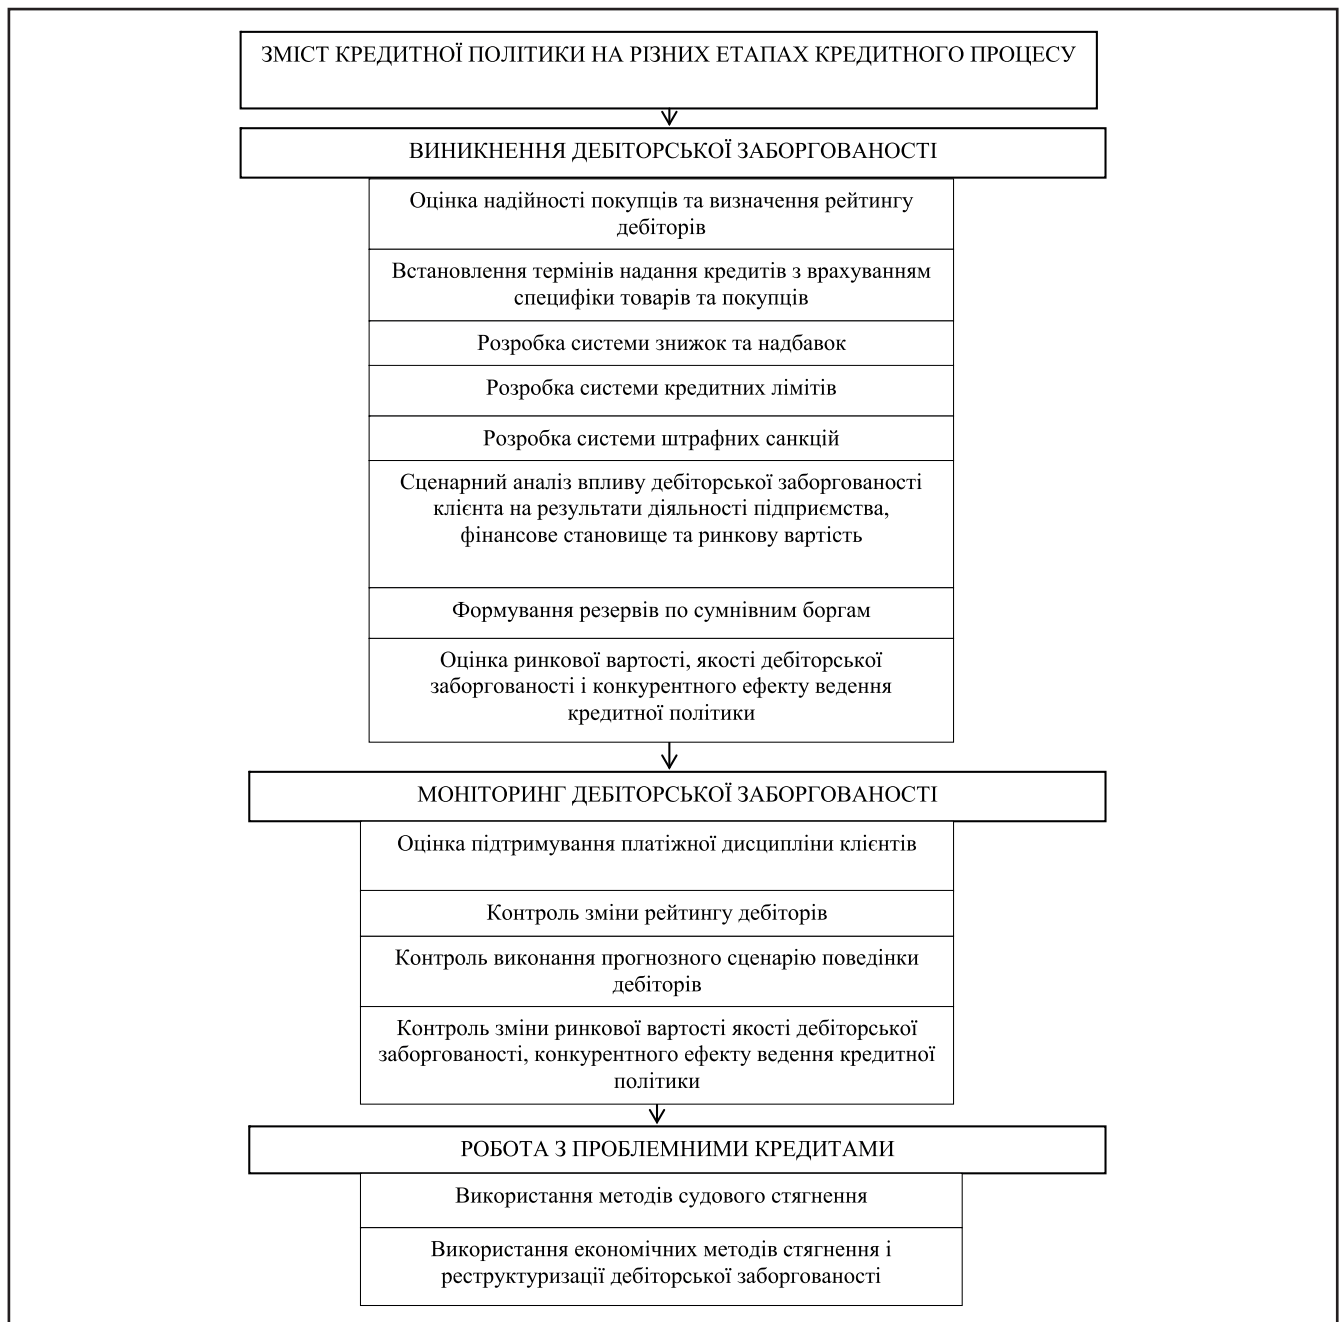 ЗМІСТ КРЕДИТНОЇ ПОЛІТИКИ НА РІЗНИХ ЕТАПАХ КРЕДИТНОГО ПРОЦЕСУ
ВИНИКНЕННЯ ДЕБІТОРСЬКОЇ ЗАБОРГОВАНОСТІ
Оцінка надійності покупців та визначення рейтингу
дебіторів
Встановлення термінів надання кредитів з врахуванням
специфіки товарів та покупців
Розробка системи знижок та надбавок
Розробка системи кредитних лімітів
Розробка системи штрафних санкцій
Сценарний аналіз впливу дебіторської заборгованості
клієнта на результати діяльності підприємства,
фінансове становище та ринкову вартість
Формування резервів по сумнівним боргам
Оцінка ринкової вартості, якості дебіторської
заборгованості і конкурентного ефекту ведення
кредитної політики
МОНІТОРИНГ ДЕБІТОРСЬКОЇ ЗАБОРГОВАНОСТІ
Оцінка підтримування платіжної дисципліни клієнтів
Контроль зміни рейтингу дебіторів
Контроль виконання прогнозного сценарію поведінки
дебіторів
Контроль зміни ринкової вартості якості дебіторської
заборгованості, конкурентного ефекту ведення кредитної
політики
РОБОТА З ПРОБЛЕМНИМИ КРЕДИТАМИ
Використання методів судового стягнення
Використання економічних методів стягнення і
реструктуризації дебіторської заборгованості